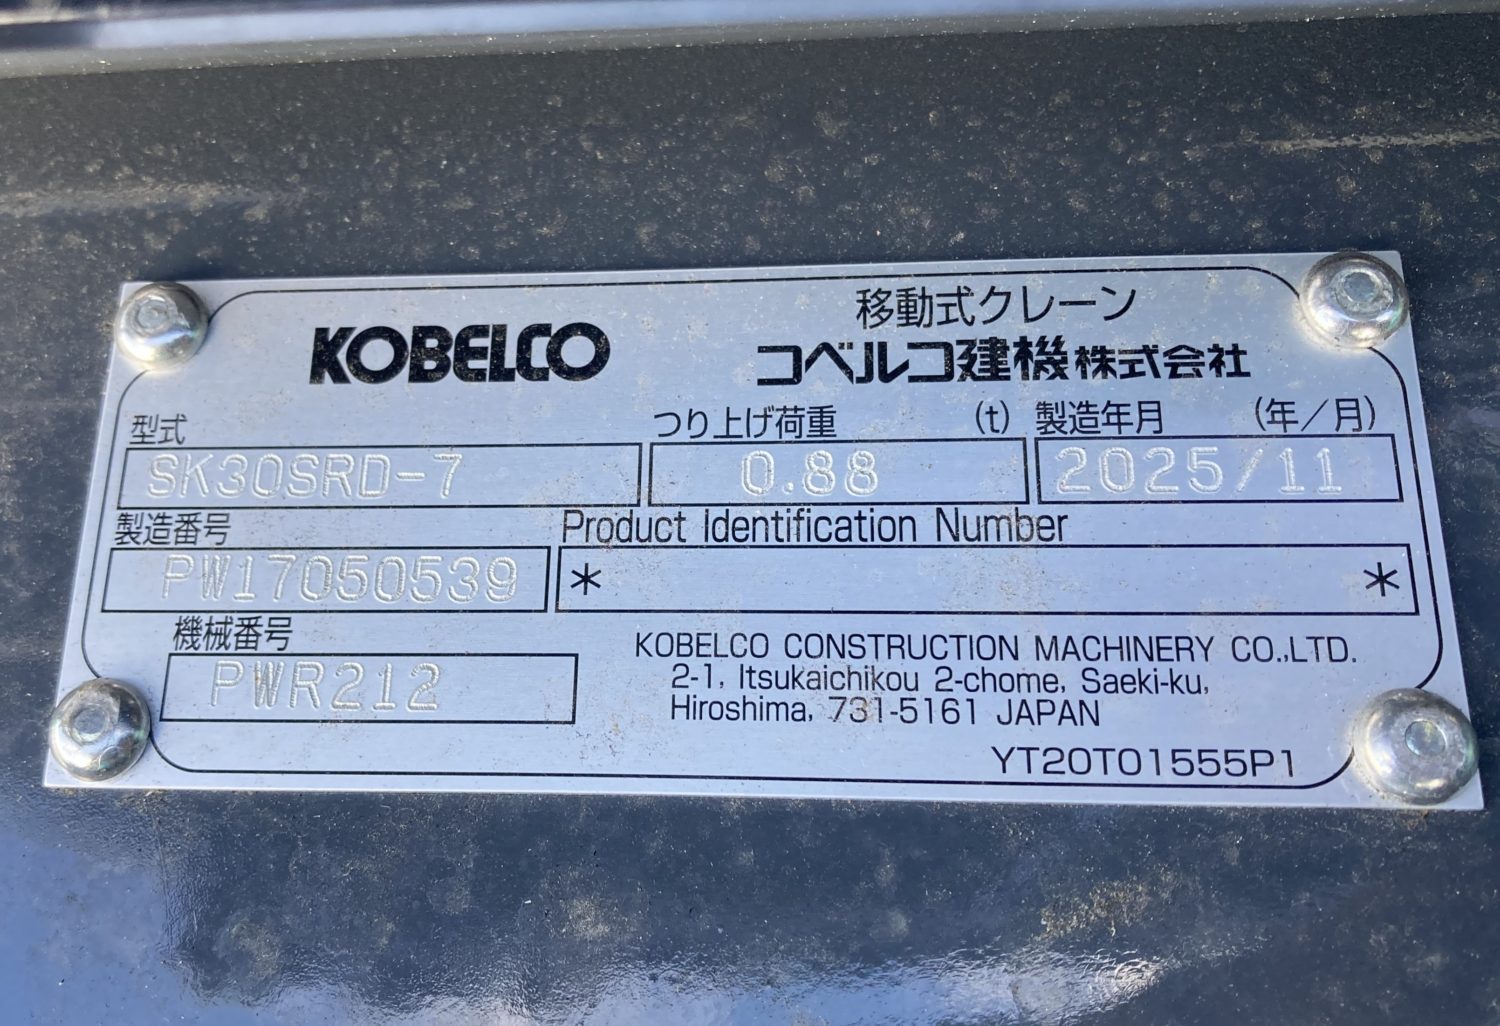 KOBELCO
移動式クレーン
コベルコ建機株式会社
型式
つり上げ荷重 (t)
製造年月 (年/月)
SK30SRD-7
0.88
2025/11
製造番号
Product Identification Number
PW17050539
* *
機械番号
PWR212
KOBELCO CONSTRUCTION MACHINERY CO.,LTD.
2-1, Itsukaichikou 2-chome, Saeki-ku,
Hiroshima, 731-5161 JAPAN
YT20T01555P1